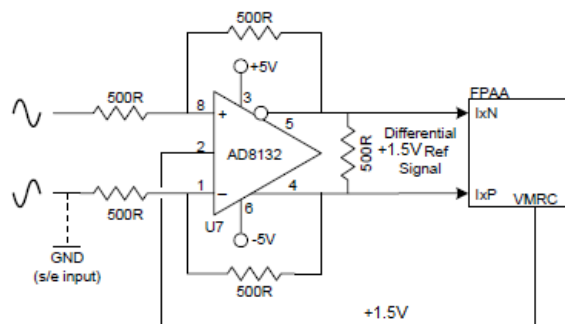 500R
+5V
FPAA
500R
8
+
3
5
IxN
2
AD8132
Differential
+1.5V Ref
Signal
500R
1
−
4
IxP
500R
U7
6
-5V
VMRC
GND
(s/e input)
500R
+1.5V